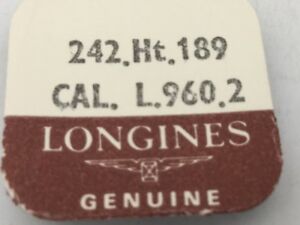 242.Ht.189
CAL. L.960.2
LONGINES
GENUINE